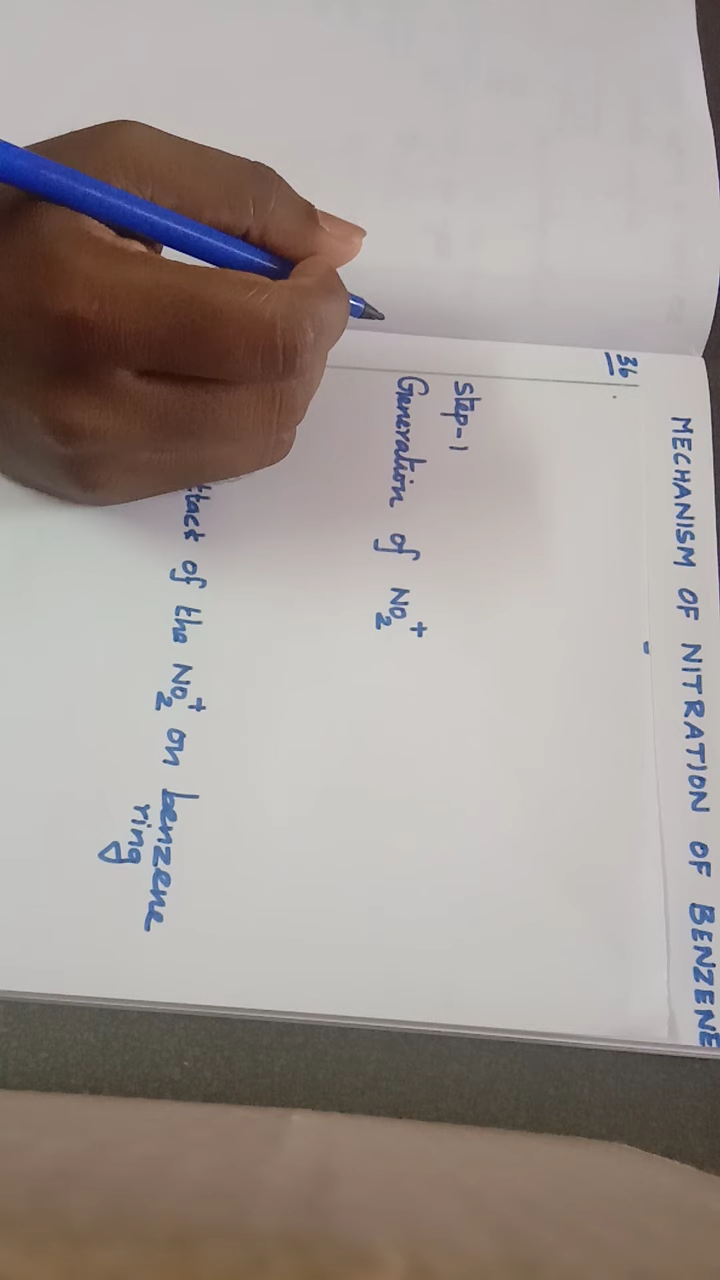 36
MECHANISM OF NITRATION OF BENZENE
Step-1
Generation of NO₂⁺
of the NO₂⁺ on benzene
ring